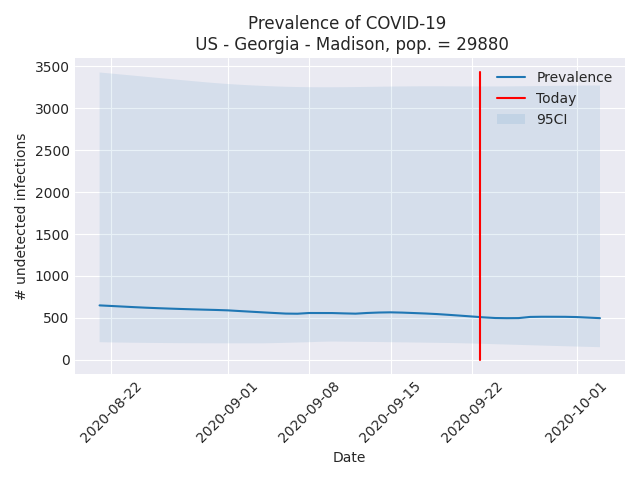 Prevalence of COVID-19
US - Georgia - Madison, pop. = 29880
# undetected infections
3500
3000
2500
2000
1500
1000
500
0
Prevalence
Today
95CI
2020-08-22
2020-09-01
2020-09-08
2020-09-15
2020-09-22
2020-10-01
Date